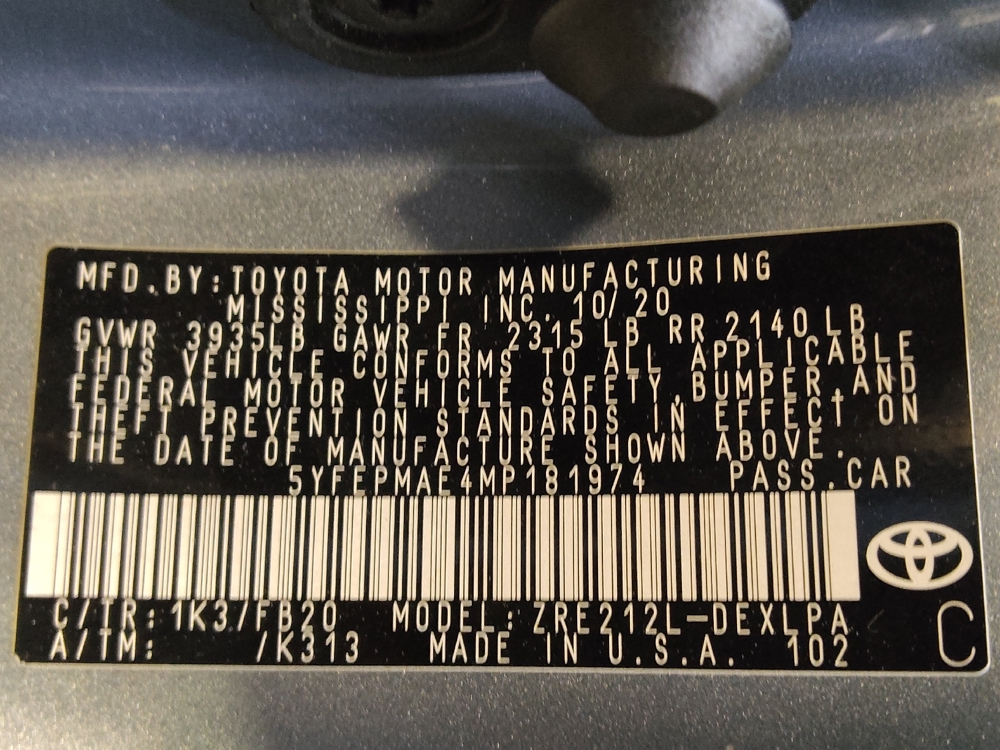 MFD.BY:TOYOTA MOTOR MANUFACTURING
MISSISSIPPI INC. 10/20
GVWR 3935LB GAWR FR 2315 LB RR 2140LB
THIS VEHICLE CONFORMS TO ALL APPLICABLE
FEDERAL MOTOR VEHICLE SAFETY,BUMPER,AND
THEFT PREVENTION STANDARDS IN EFFECT ON
THE DATE OF MANUFACTURE SHOWN ABOVE.
5YFEPMAE4MP181974 PASS.CAR
C/TR:1K3/FB20 MODEL:ZRE212L-DEXLPA
A/TM: /K313 MADE IN U.S.A. 102
C